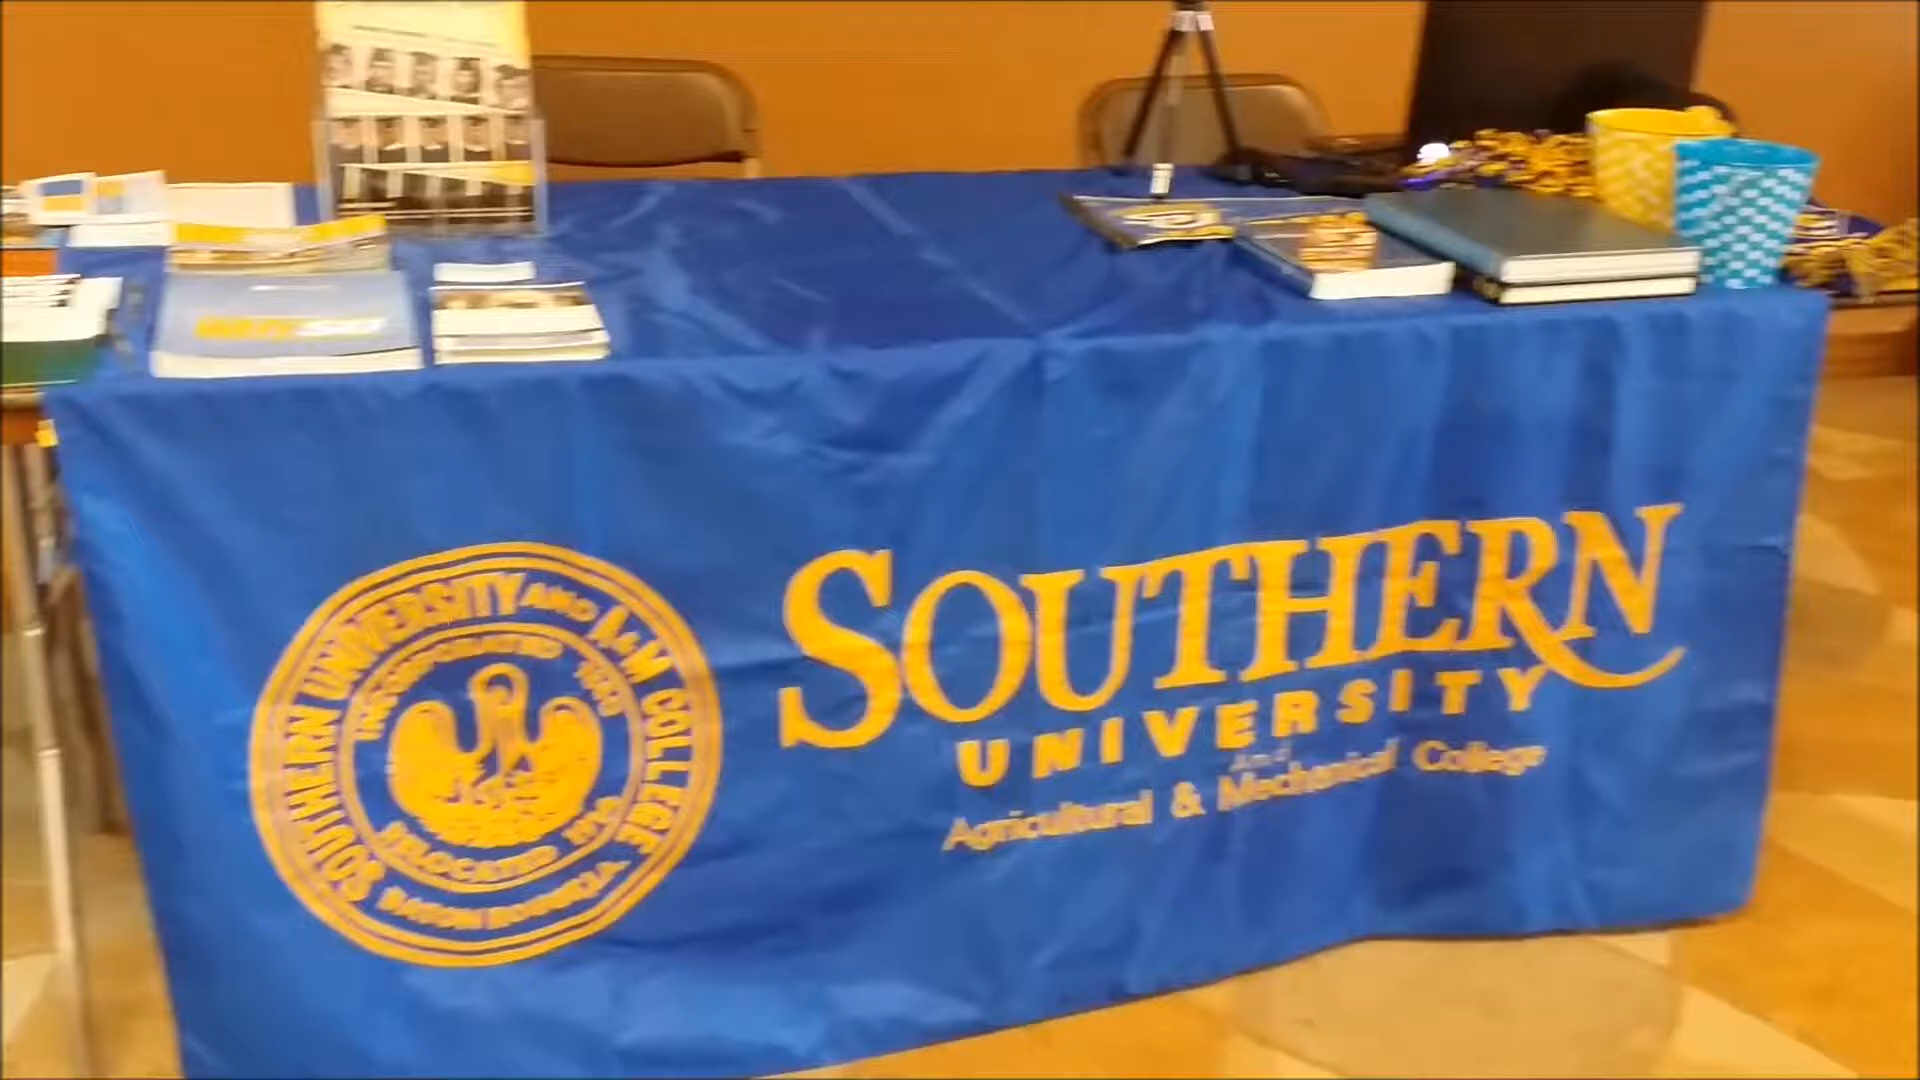 SOUTHERN UNIVERSITY AND A&M COLLEGE
INCORPORATED 1880
RELOCATED 1914
BATON ROUGE, LA.
SOUTHERN
UNIVERSITY
and
Agricultural & Mechanical College